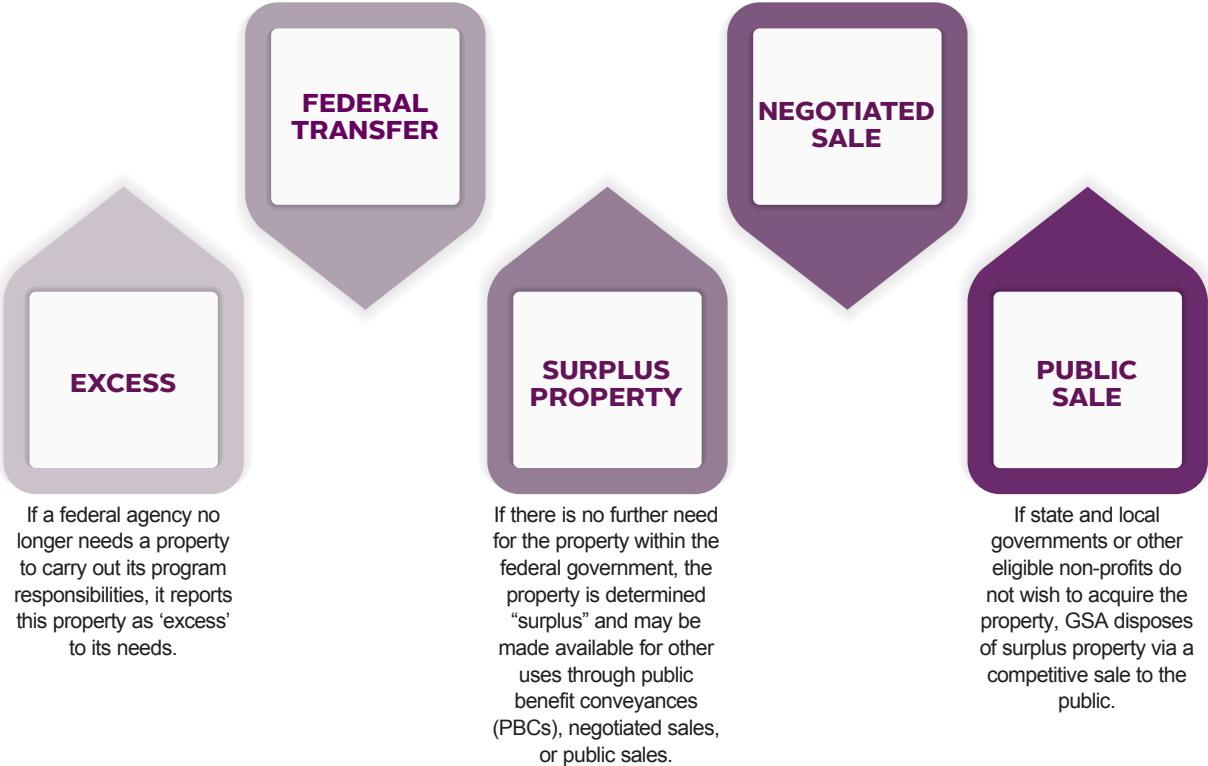 FEDERAL
TRANSFER
NEGOTIATED
SALE
EXCESS
SURPLUS
PROPERTY
PUBLIC
SALE
If a federal agency no
longer needs a property
to carry out its program
responsibilities, it reports
this property as ‘excess’
to its needs.
If there is no further need
for the property within the
federal government, the
property is determined
“surplus” and may be
made available for other
uses through public
benefit conveyances
(PBCs), negotiated sales,
or public sales.
If state and local
governments or other
eligible non-profits do
not wish to acquire the
property, GSA disposes
of surplus property via a
competitive sale to the
public.